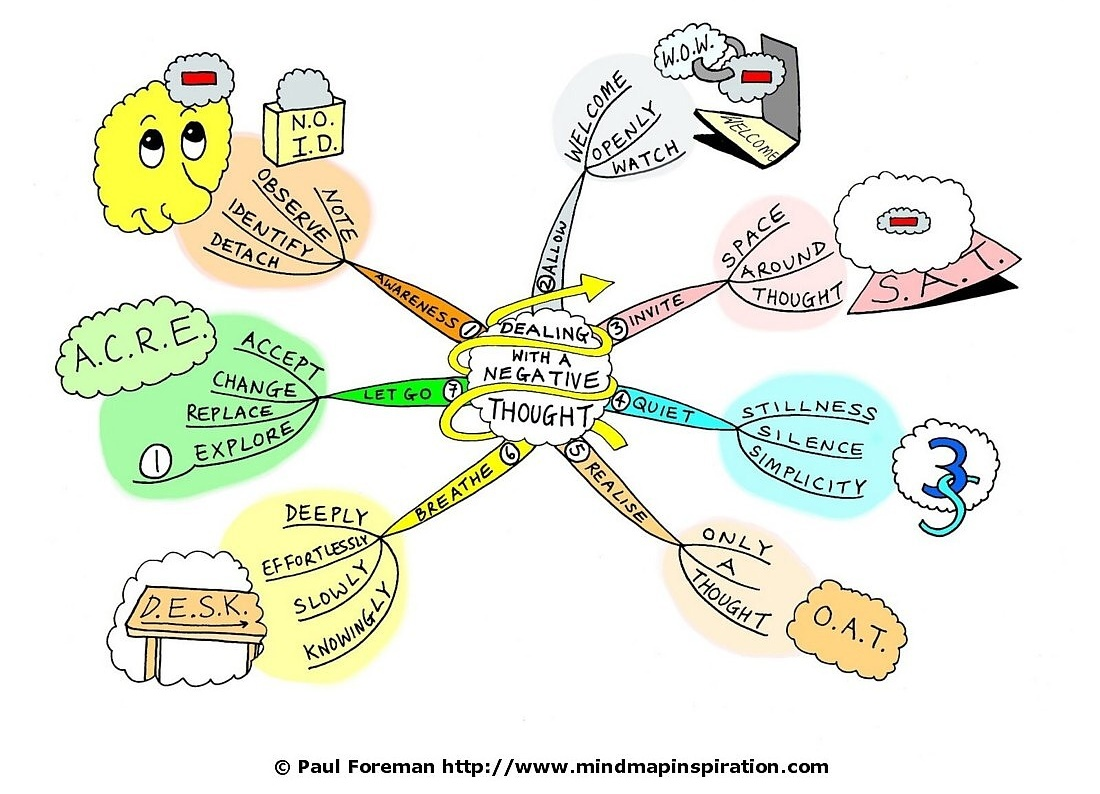 DEALING
WITH A
NEGATIVE
THOUGHT
1 AWARENESS
NOTE
OBSERVE
IDENTIFY
DETACH
N.O.
I.D.
2 ALLOW
WELCOME
OPENLY
WATCH
W.O.W.
WELCOME
3 INVITE
SPACE
AROUND
THOUGHT
S.A.T.
4 QUIET
STILLNESS
SILENCE
SIMPLICITY
3
S
5 REALISE
ONLY
A
THOUGHT
O.A.T.
6 BREATHE
DEEPLY
EFFORTLESSLY
SLOWLY
KNOWINGLY
D.E.S.K.
7 LET GO
ACCEPT
CHANGE
REPLACE
EXPLORE
1
A.C.R.E.
© Paul Foreman http://www.mindmapinspiration.com